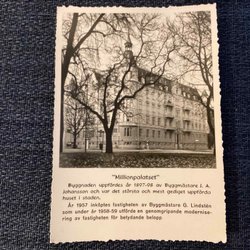 "Millionpalatset"
Byggnaden uppfördes år 1897-98 av Byggmästare J. A.
Johansson och var det största och mest gediget uppförda
huset i staden.
År 1957 inköptes fastigheten av Byggmästare G. Lindstén
som under år 1958-59 utförde en genomgripande modernise-
ring av fastigheten för betydande belopp.